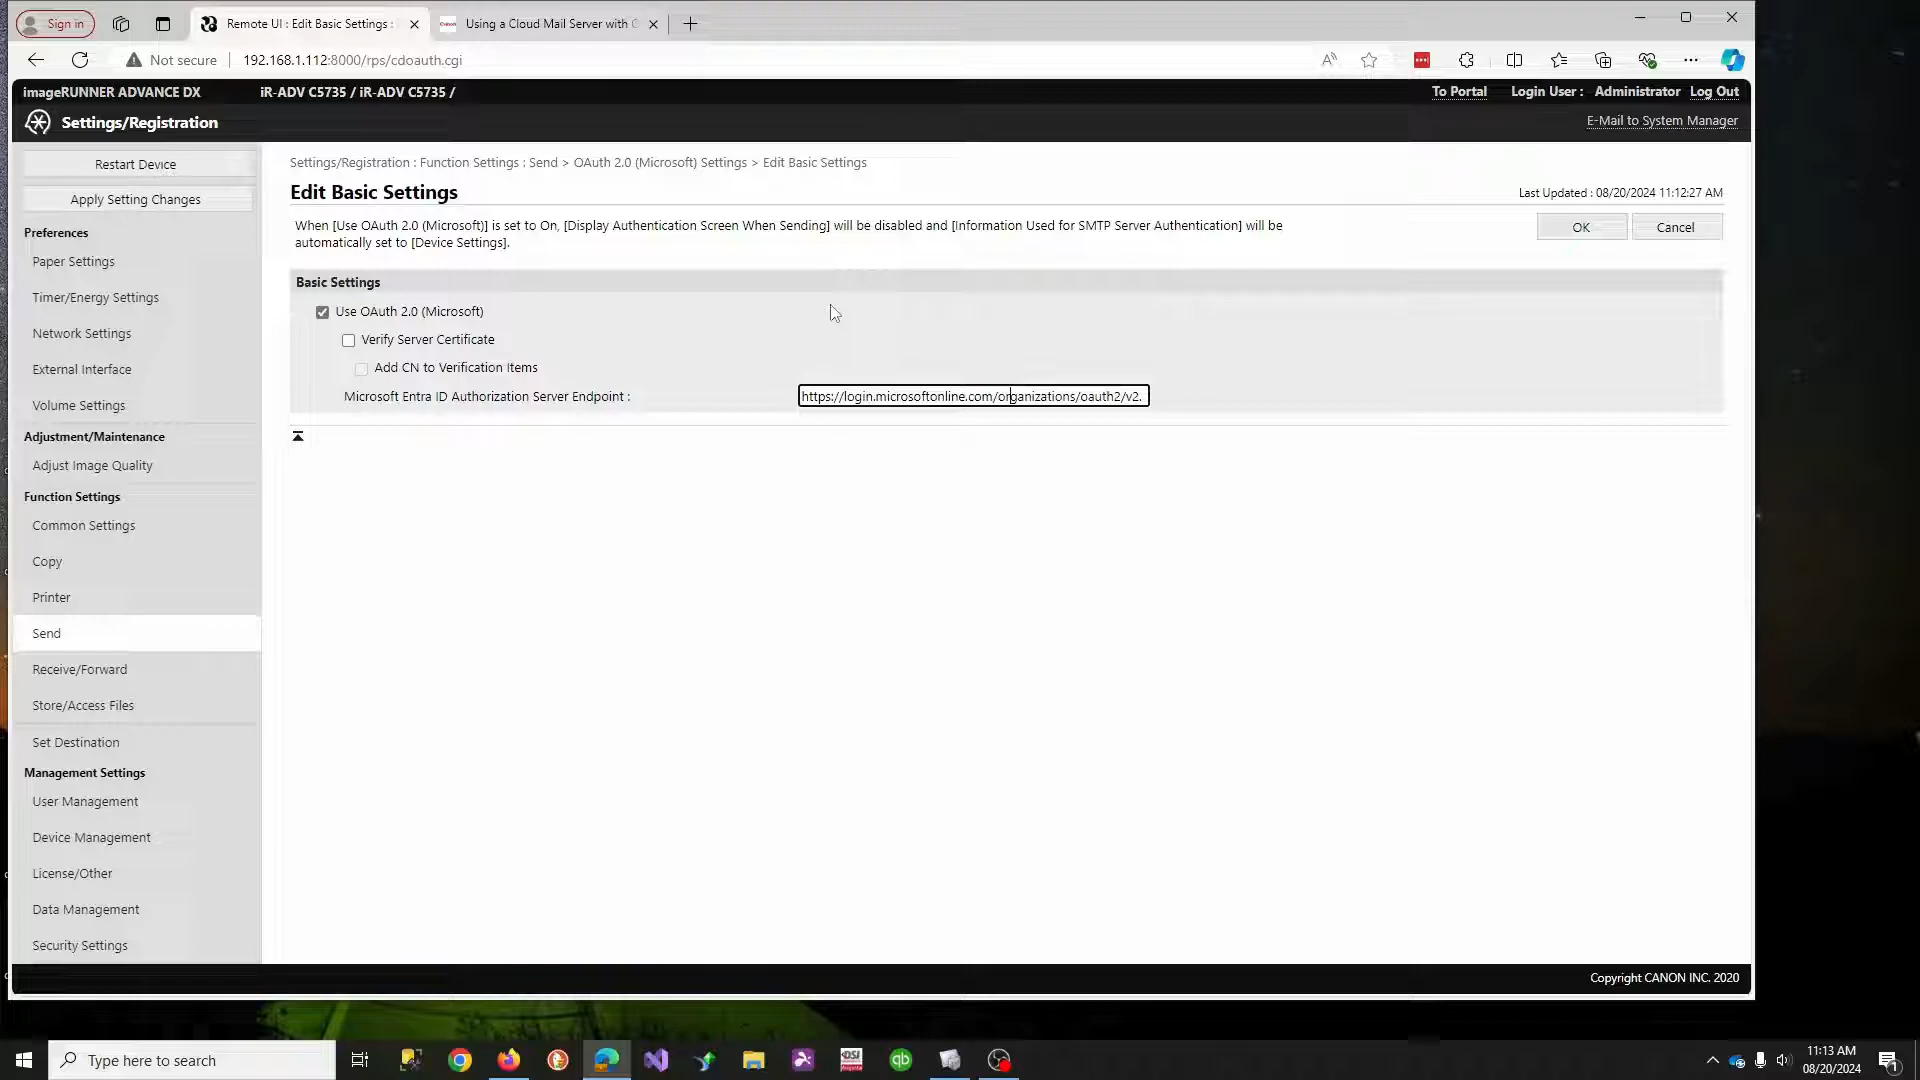 Sign in
Remote UI : Edit Basic Settings :
Using a Cloud Mail Server with
Not secure
192.168.1.112:8000/rps/cdoauth.cgi
imageRUNNER ADVANCE DX
iR-ADV C5735 / iR-ADV C5735 /
To Portal
Login User : Administrator
Log Out
Settings/Registration
E-Mail to System Manager
Restart Device
Apply Setting Changes
Preferences
Paper Settings
Timer/Energy Settings
Network Settings
External Interface
Volume Settings
Adjustment/Maintenance
Adjust Image Quality
Function Settings
Common Settings
Copy
Printer
Send
Receive/Forward
Store/Access Files
Set Destination
Management Settings
User Management
Device Management
License/Other
Data Management
Security Settings
Settings/Registration : Function Settings : Send > OAuth 2.0 (Microsoft) Settings > Edit Basic Settings
Edit Basic Settings
Last Updated : 08/20/2024 11:12:27 AM
When [Use OAuth 2.0 (Microsoft)] is set to On, [Display Authentication Screen When Sending] will be disabled and [Information Used for SMTP Server Authentication] will be
automatically set to [Device Settings].
OK
Cancel
Basic Settings
Use OAuth 2.0 (Microsoft)
Verify Server Certificate
Add CN to Verification Items
Microsoft Entra ID Authorization Server Endpoint :
https://login.microsoftonline.com/organizations/oauth2/v2.
Copyright CANON INC. 2020
Type here to search
qb
11:13 AM
08/20/2024
1